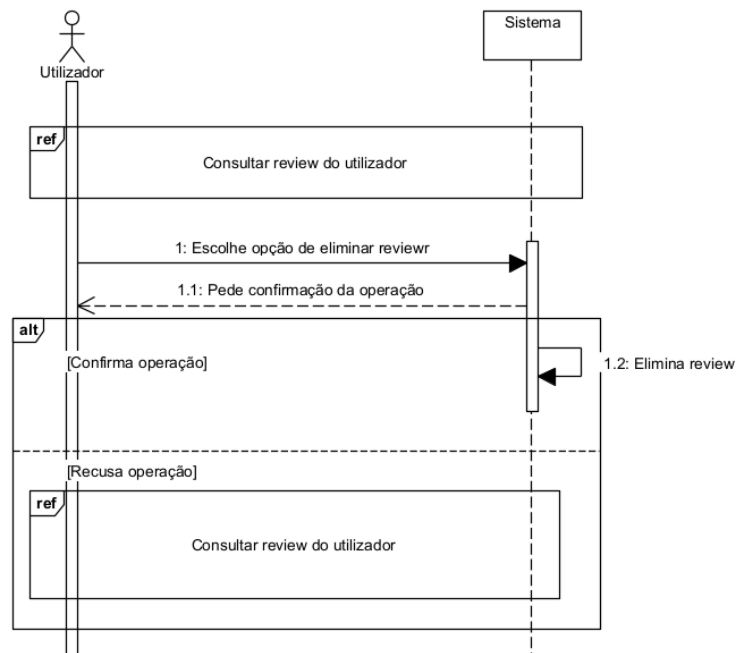 Sistema
Utilizador
ref
Consultar review do utilizador
1: Escolhe opção de eliminar reviewr
1.1: Pede confirmação da operação
alt
[Confirma operação]
1.2: Elimina review
[Recusa operação]
ref
Consultar review do utilizador